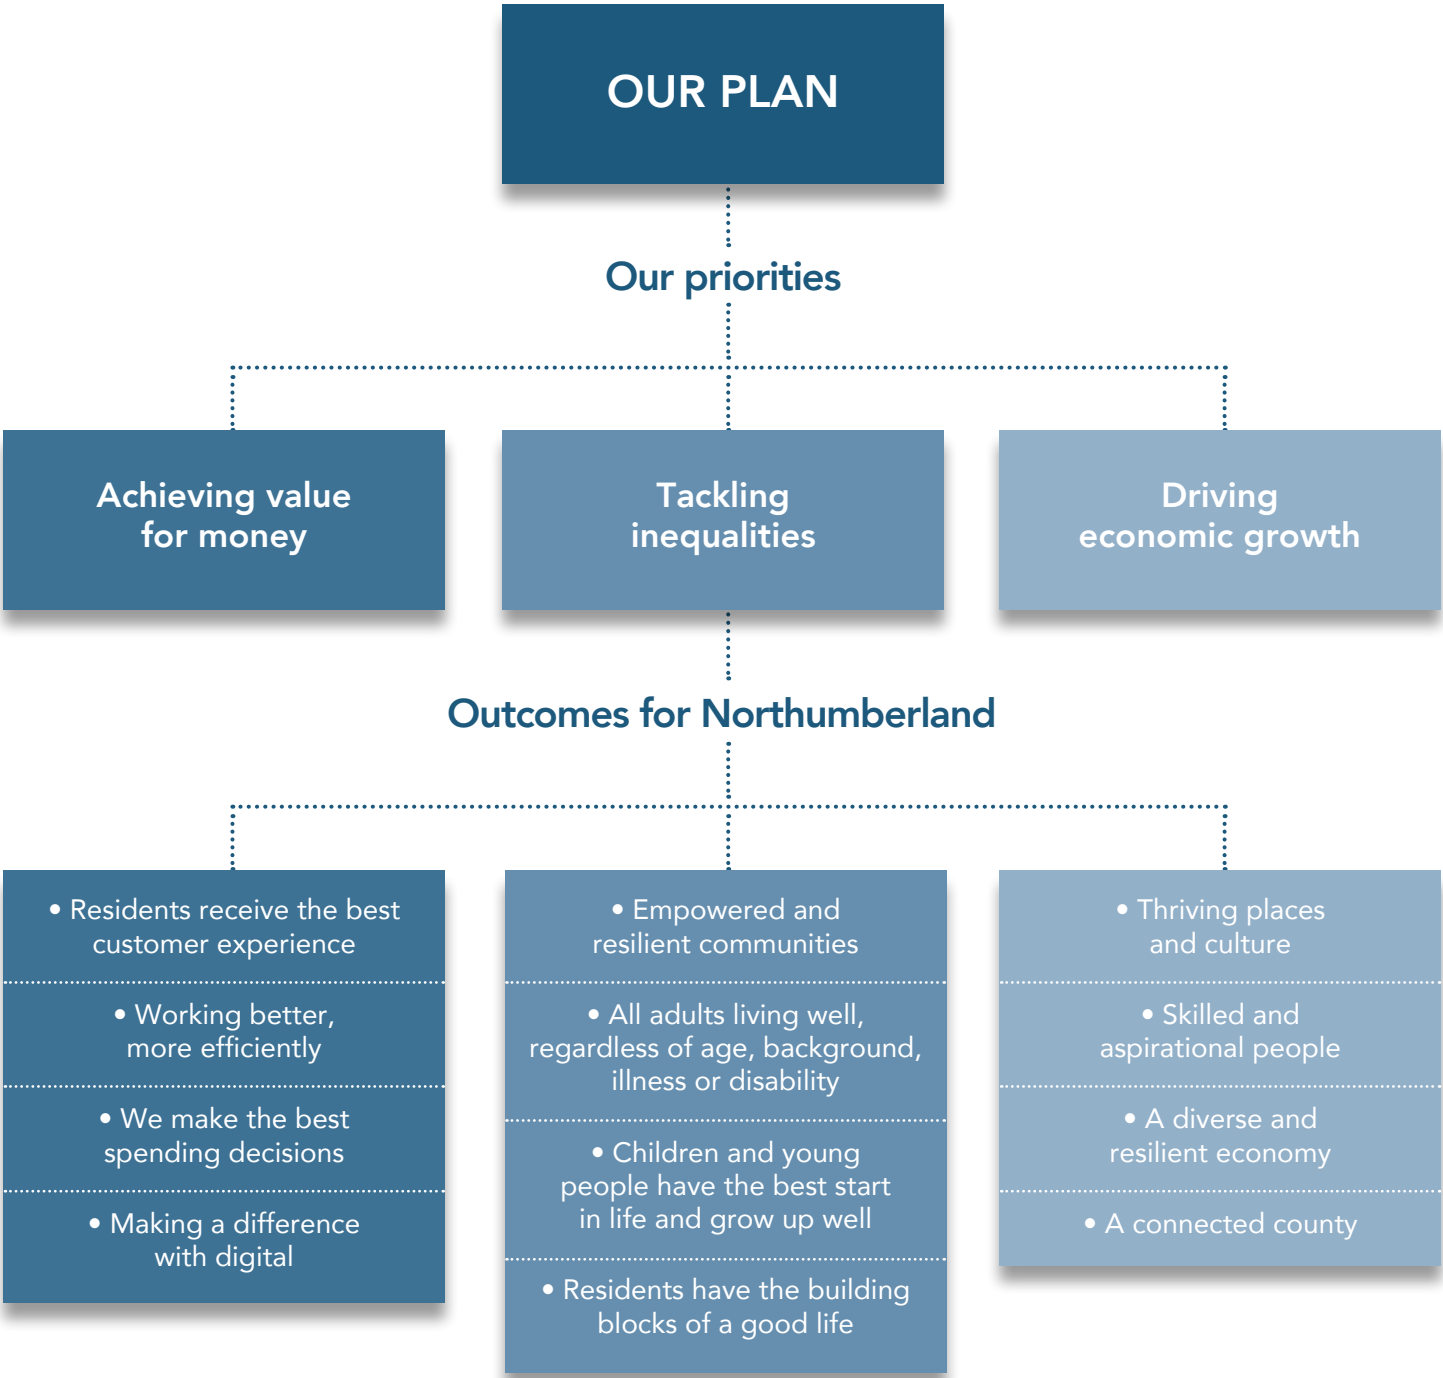 OUR PLAN
Our priorities
Achieving value
for money
Tackling
inequalities
Driving
economic growth
Outcomes for Northumberland
• Residents receive the best
customer experience
• Working better,
more efficiently
• We make the best
spending decisions
• Making a difference
with digital
• Empowered and
resilient communities
• All adults living well,
regardless of age, background,
illness or disability
• Children and young
people have the best start
in life and grow up well
• Residents have the building
blocks of a good life
• Thriving places
and culture
• Skilled and
aspirational people
• A diverse and
resilient economy
• A connected county